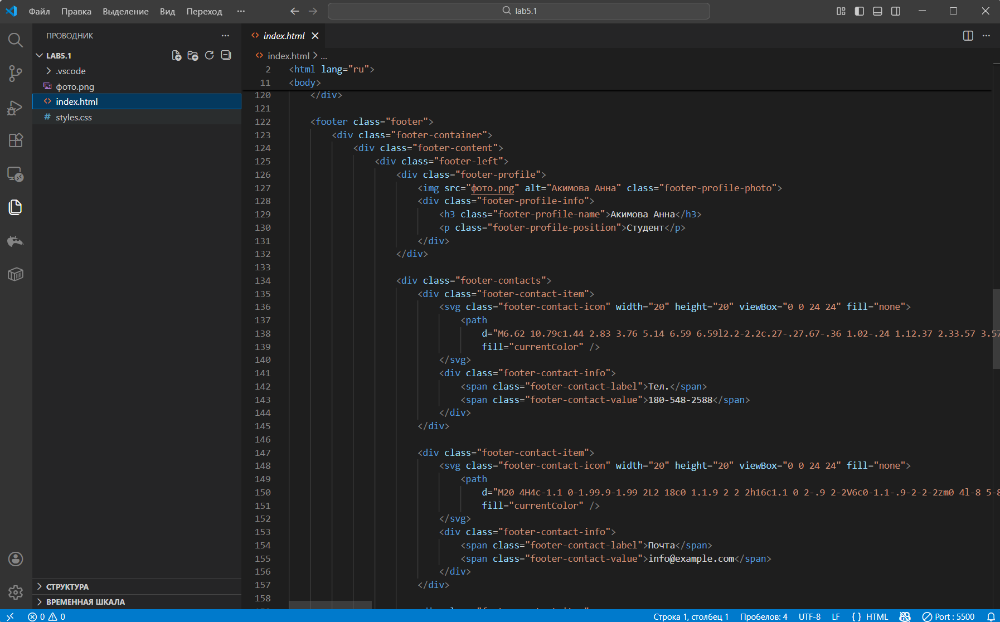 Файл Правка Выделение Вид Переход ···
lab5.1
ПРОВОДНИК ···
LAB5.1
.vscode
фото.png
index.html
styles.css
СТРУКТУРА
ВРЕМЕННАЯ ШКАЛА
index.html
index.html > ...
2 <html lang="ru">
11 <body>
120 </div>
121
122 <footer class="footer">
123 <div class="footer-container">
124 <div class="footer-content">
125 <div class="footer-left">
126 <div class="footer-profile">
127 <img src="фото.png" alt="Акимова Анна" class="footer-profile-photo">
128 <div class="footer-profile-info">
129 <h3 class="footer-profile-name">Акимова Анна</h3>
130 <p class="footer-profile-position">Студент</p>
131 </div>
132 </div>
133
134 <div class="footer-contacts">
135 <div class="footer-contact-item">
136 <svg class="footer-contact-icon" width="20" height="20" viewBox="0 0 24 24" fill="none">
137 <path
138 d="M6.62 10.79c1.44 2.83 3.76 5.14 6.59 6.59l2.2-2.2c.27-.27.67-.36 1.02-.24 1.12.37 2.33.57 3.57
139 fill="currentColor" />
140 </svg>
141 <div class="footer-contact-info">
142 <span class="footer-contact-label">Тел.</span>
143 <span class="footer-contact-value">180-548-2588</span>
144 </div>
145 </div>
146
147 <div class="footer-contact-item">
148 <svg class="footer-contact-icon" width="20" height="20" viewBox="0 0 24 24" fill="none">
149 <path
150 d="M20 4H4c-1.1 0-1.99.9-1.99 2L2 18c0 1.1.9 2 2 2h16c1.1 0 2-.9 2-2V6c0-1.1-.9-2-2-2zm0 4l-8 5-8
151 fill="currentColor" />
152 </svg>
153 <div class="footer-contact-info">
154 <span class="footer-contact-label">Почта</span>
155 <span class="footer-contact-value">info@example.com</span>
156 </div>
157 </div>
158
0 0 Строка 1, столбец 1 Пробелов: 4 UTF-8 LF {} HTML Port : 5500